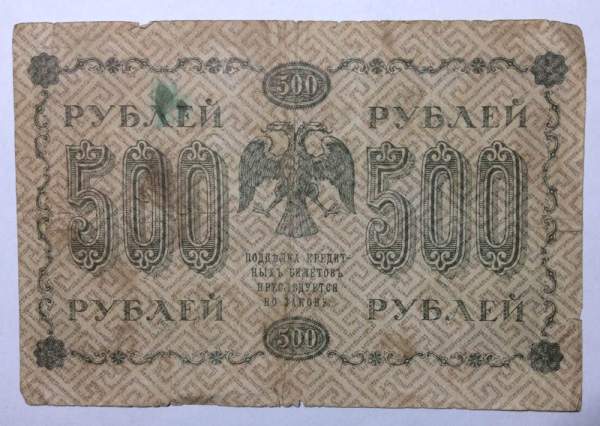 500
РУБЛЕЙ РУБЛЕЙ
500 500
ПОДДѢЛКА КРЕДИТ-
НЫХЪ БИЛЕТОВЪ
ПРЕСЛѢДУЕТСЯ
ПО ЗАКОНУ.
РУБЛЕЙ РУБЛЕЙ
500